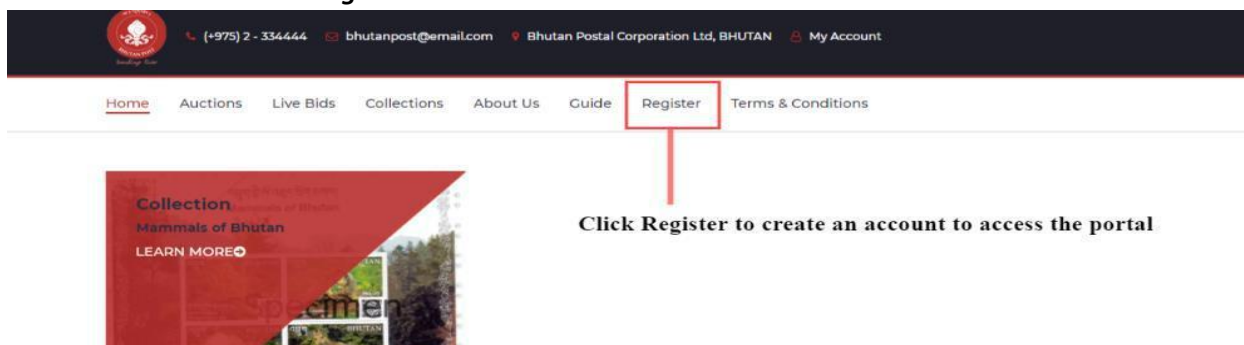 (+975) 2 - 334444 bhutanpost@email.com Bhutan Postal Corporation Ltd, BHUTAN My Account
BHUTAN POST
Home Auctions Live Bids Collections About Us Guide Register Terms & Conditions
Collection
Mammals of Bhutan
LEARN MORE
Click Register to create an account to access the portal
Specimen
BHUTAN